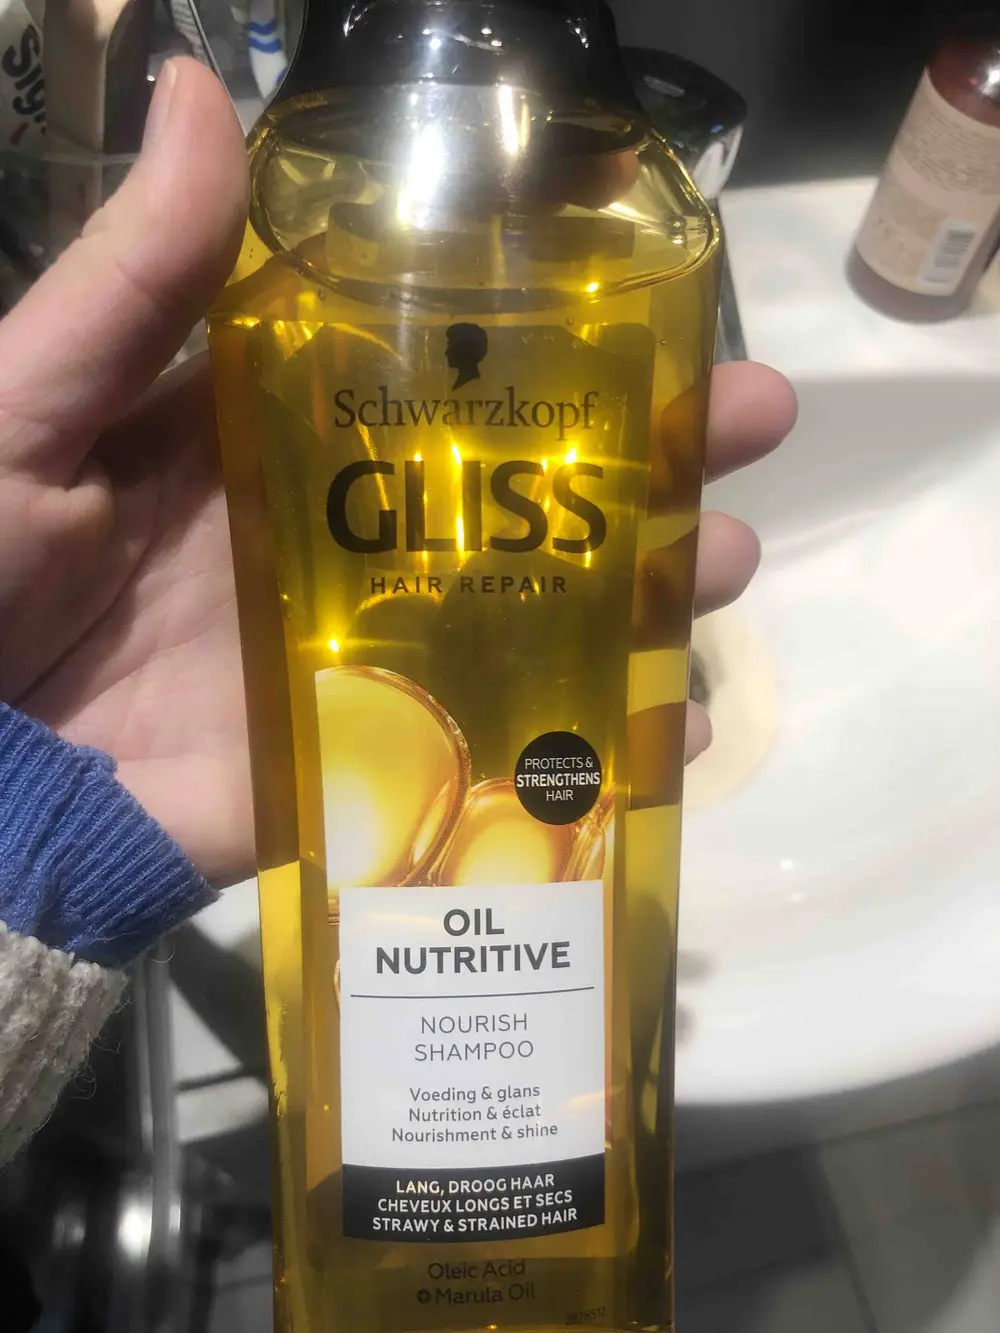 Schwarzkopf
GLISS
HAIR REPAIR
PROTECTS &
STRENGTHENS
HAIR
OIL
NUTRITIVE
NOURISH
SHAMPOO
Voeding & glans
Nutrition & éclat
Nourishment & shine
LANG, DROOG HAAR
CHEVEUX LONGS ET SECS
STRAWY & STRAINED HAIR
Oleic Acid
+ Marula Oil